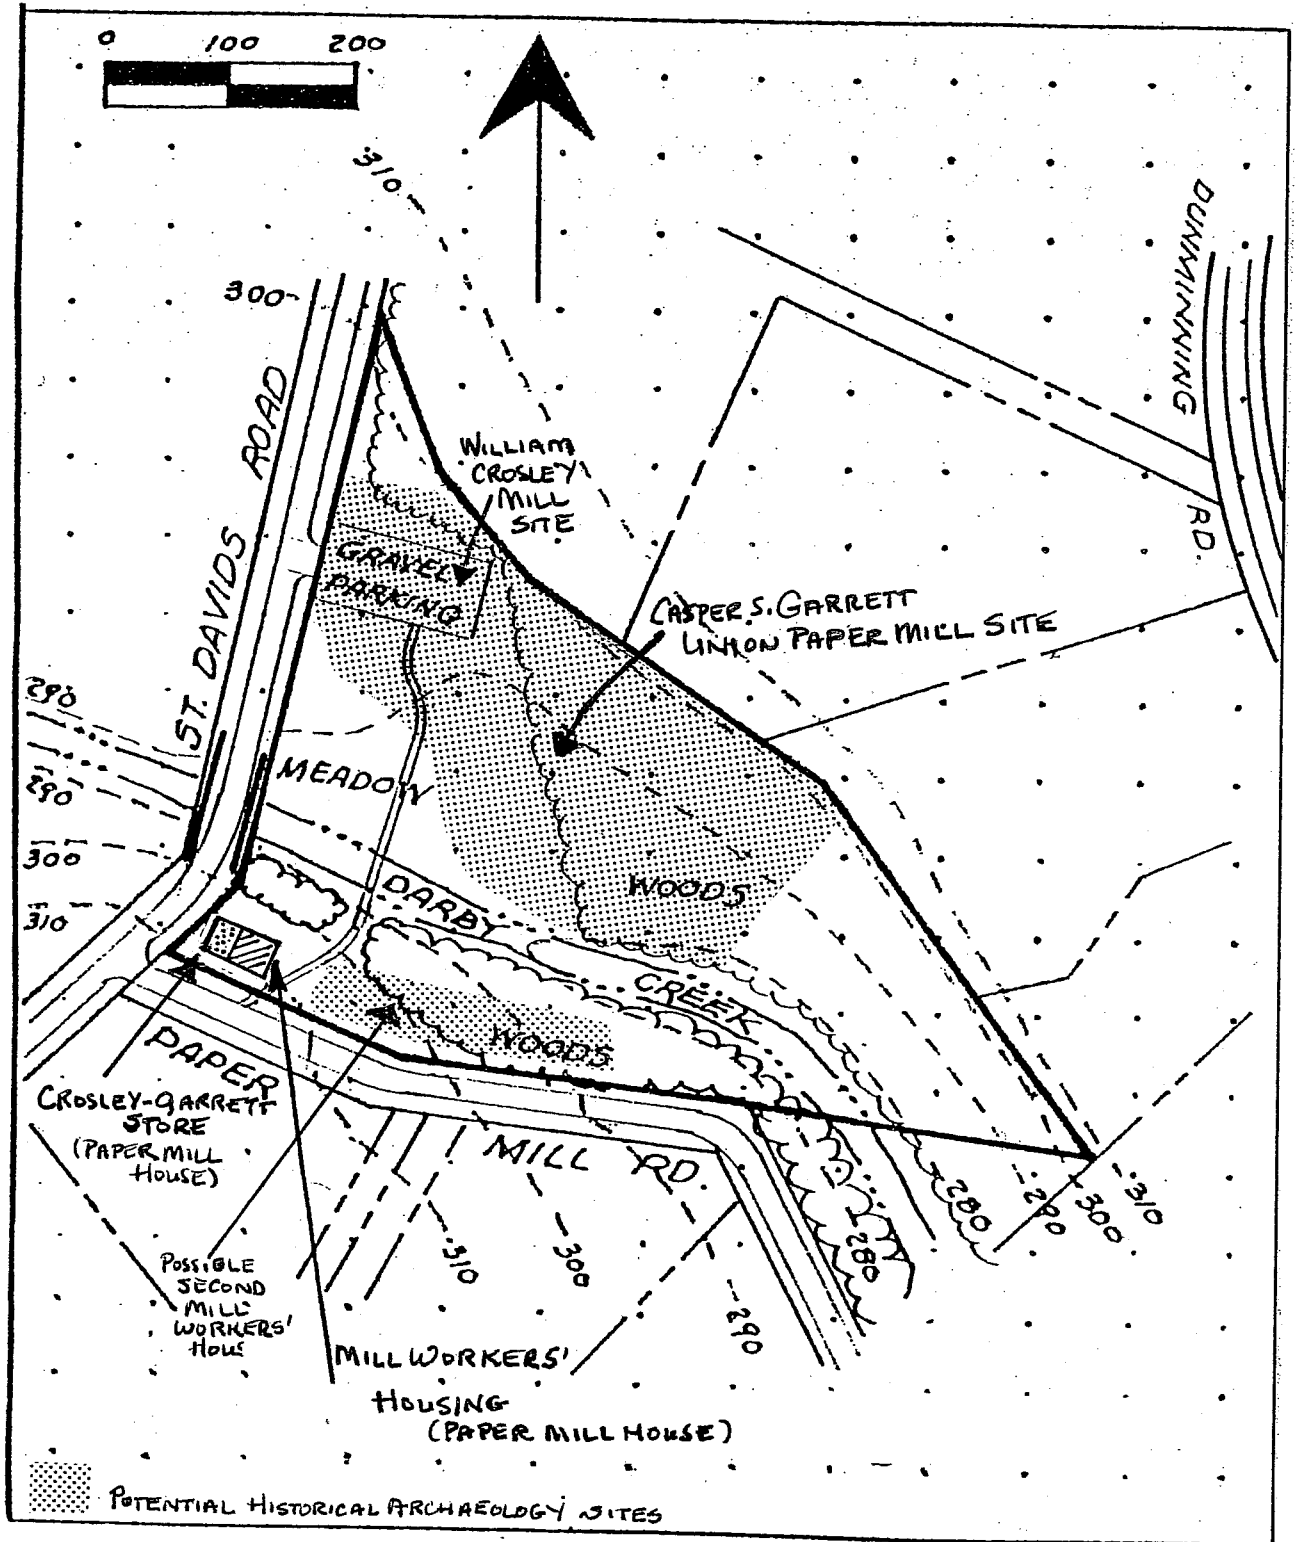 0 100 200
310
DUNMINNING
300
ST. DAVIDS ROAD
WILLIAM
CROSLEY
MILL
SITE
RD.
GRAVEL
PARKING
CASPER S. GARRETT
UNION PAPER MILL SITE
290
MEADOW
290
300
DARBY
WOODS
310
CREEK
WOODS
PAPER
CROSLEY-GARRETT
STORE
(PAPER MILL
HOUSE)
MILL RD.
280
290
300
310
310
300
280
POSSIBLE
SECOND
MILL
WORKERS'
HOUS
290
MILL WORKERS'
HOUSING
(PAPER MILL HOUSE)
POTENTIAL HISTORICAL ARCHAEOLOGY SITES